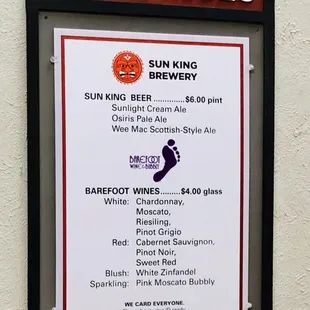 SUN KING
BREWERY
SUN KING BEER ..............$6.00 pint
Sunlight Cream Ale
Osiris Pale Ale
Wee Mac Scottish-Style Ale
BAREFOOT
WINE & BUBBLY
BAREFOOT WINES.........$4.00 glass
White: Chardonnay,
Moscato,
Riesiling,
Pinot Grigio
Red: Cabernet Sauvignon,
Pinot Noir,
Sweet Red
Blush: White Zinfandel
Sparkling: Pink Moscato Bubbly
WE CARD EVERYONE.